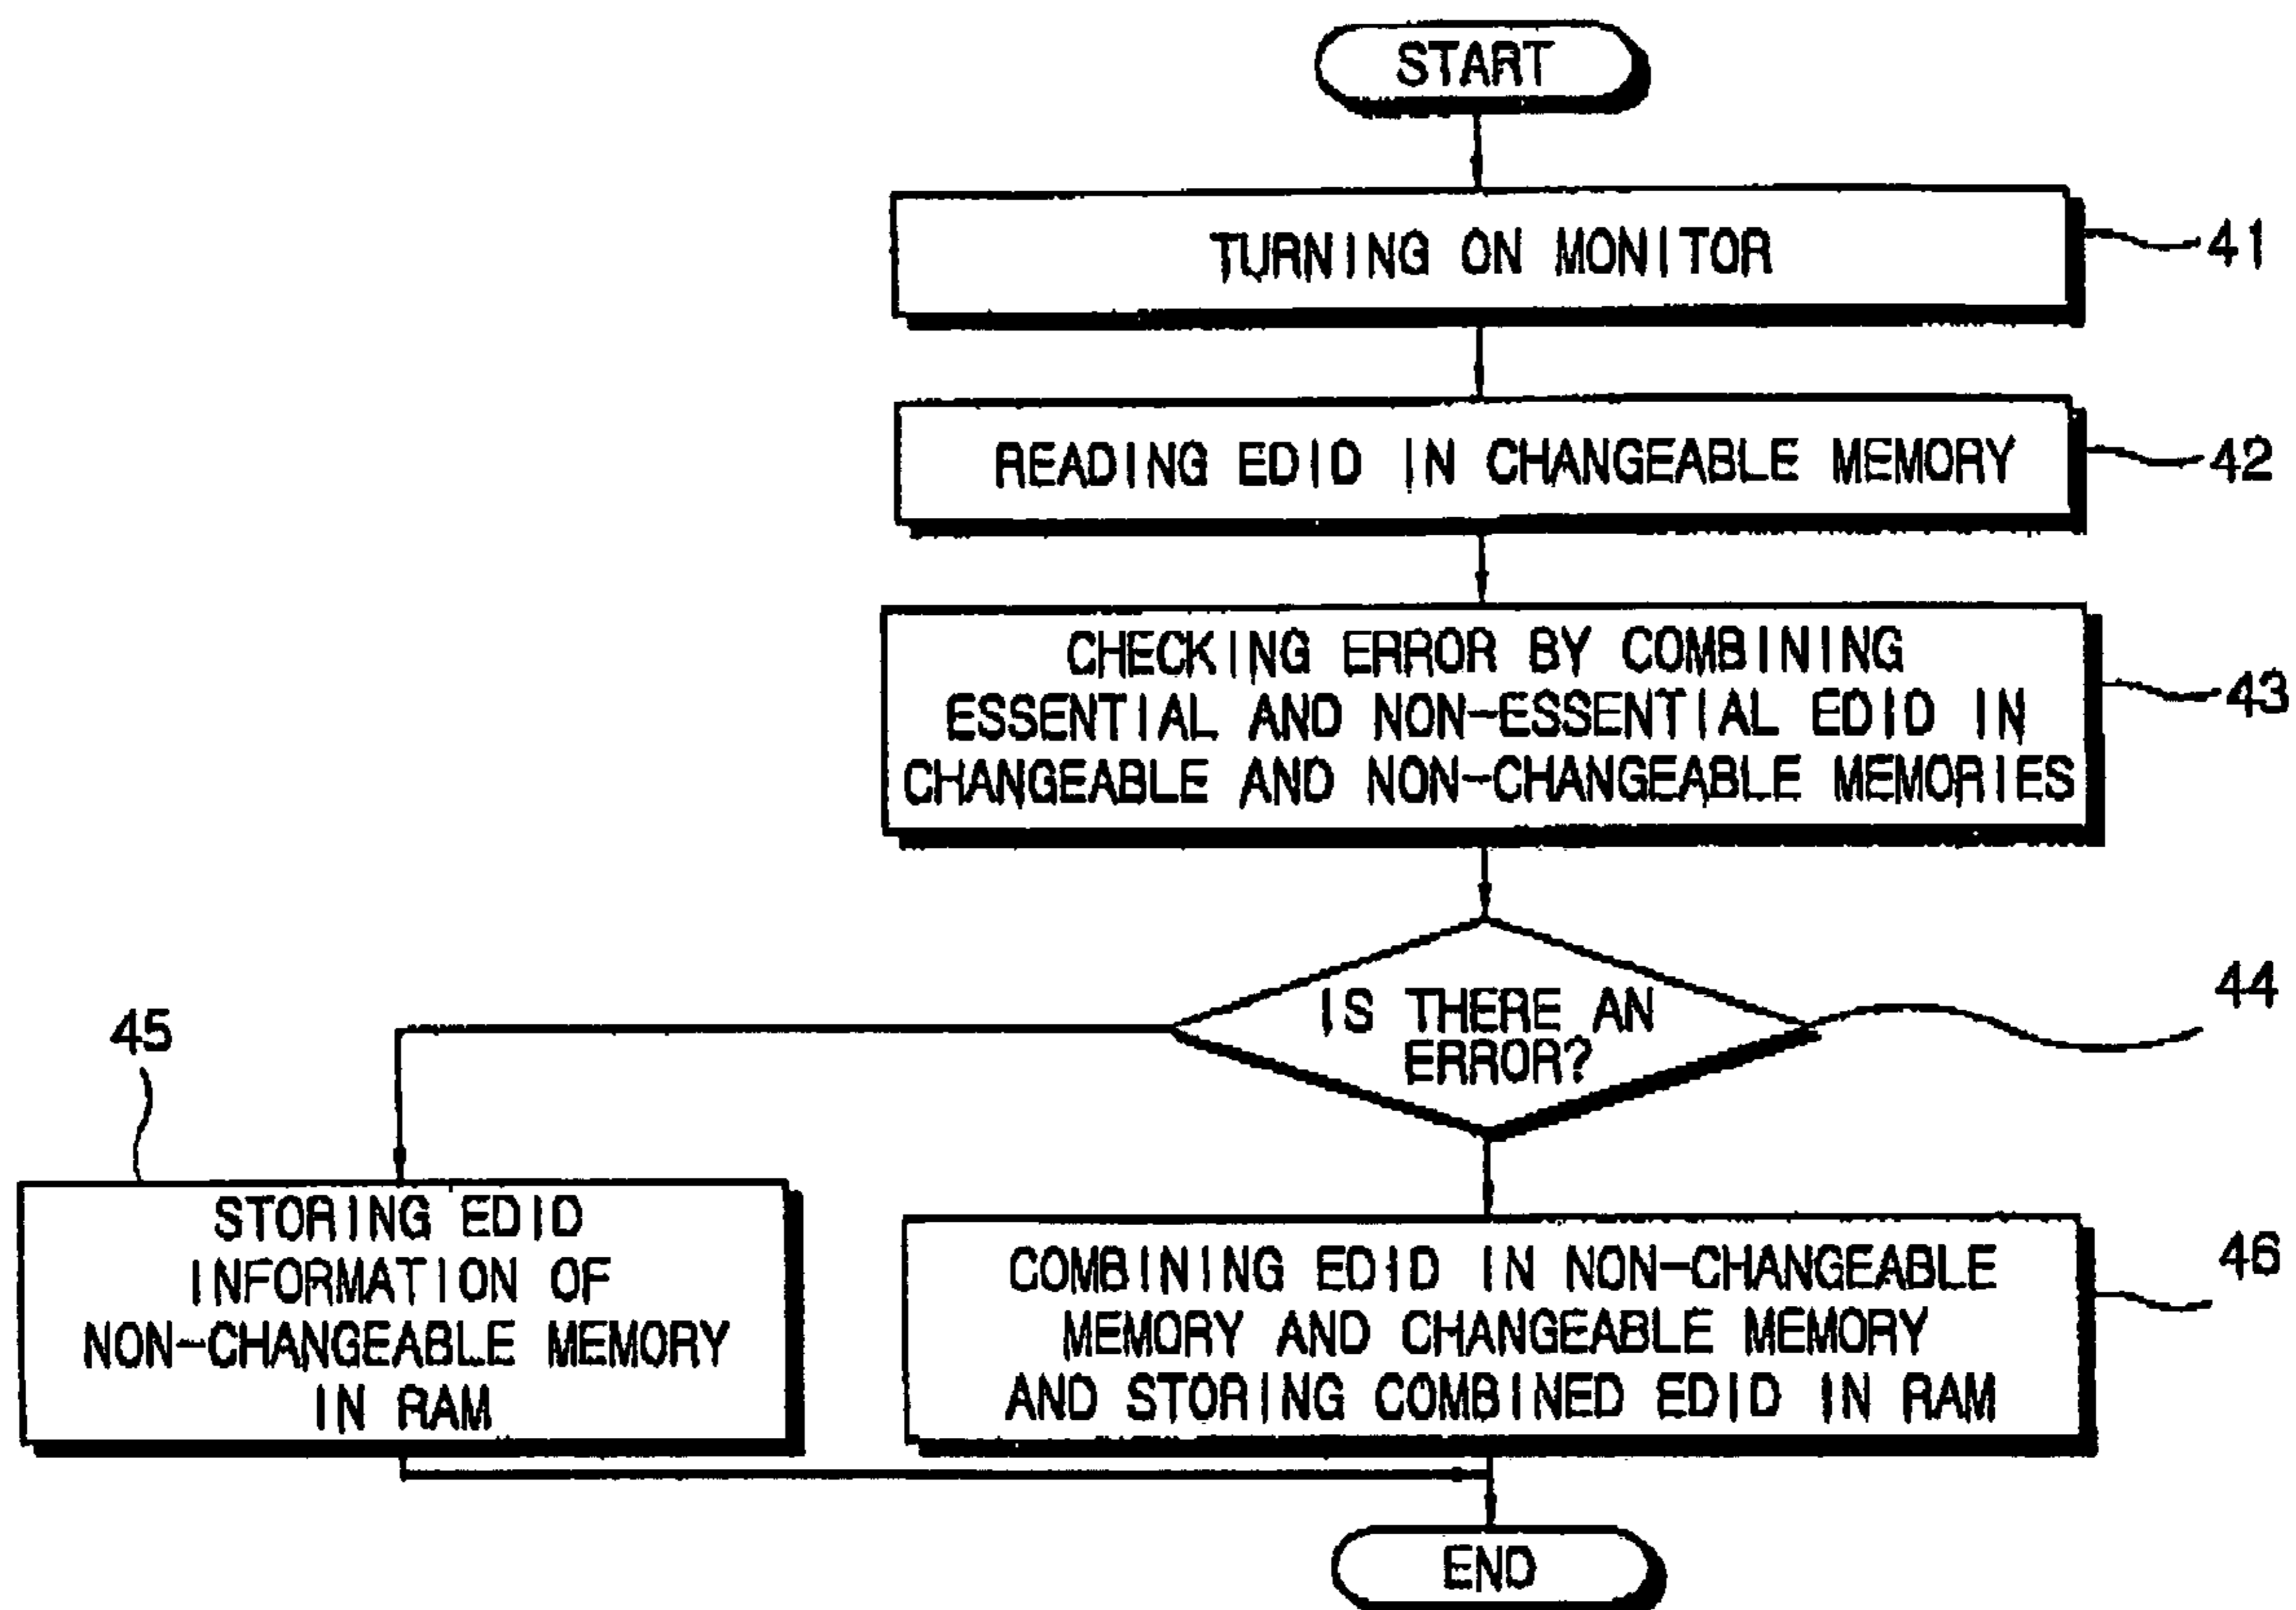 START
TURNING ON MONITOR
41
READING EDID IN CHANGEABLE MEMORY
42
CHECKING ERROR BY COMBINING
ESSENTIAL AND NON-ESSENTIAL EDID IN
CHANGEABLE AND NON-CHANGEABLE MEMORIES
43
IS THERE AN
ERROR?
44
45
STORING EDID
INFORMATION OF
NON-CHANGEABLE MEMORY
IN RAM
COMBINING EDID IN NON-CHANGEABLE
MEMORY AND CHANGEABLE MEMORY
AND STORING COMBINED EDID IN RAM
46
END